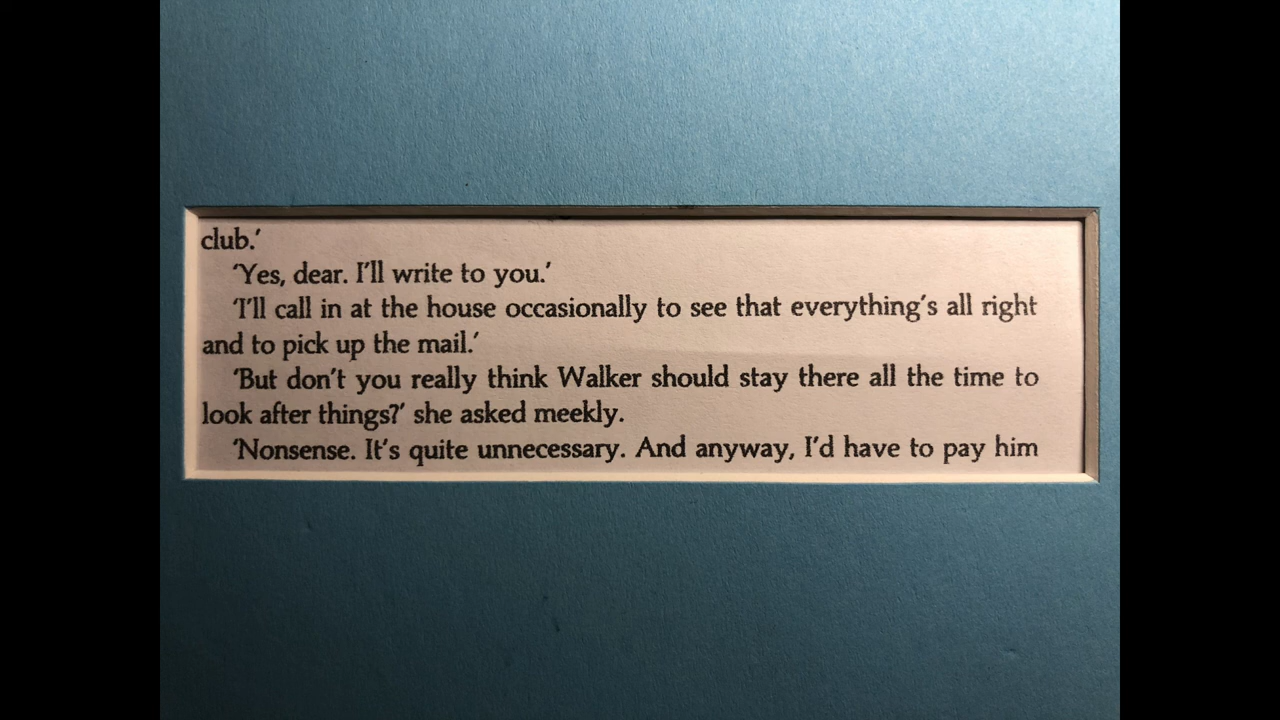 club.’
‘Yes, dear. I’ll write to you.’
‘I’ll call in at the house occasionally to see that everything’s all right
and to pick up the mail.’
‘But don’t you really think Walker should stay there all the time to
look after things?’ she asked meekly.
‘Nonsense. It’s quite unnecessary. And anyway, I’d have to pay him